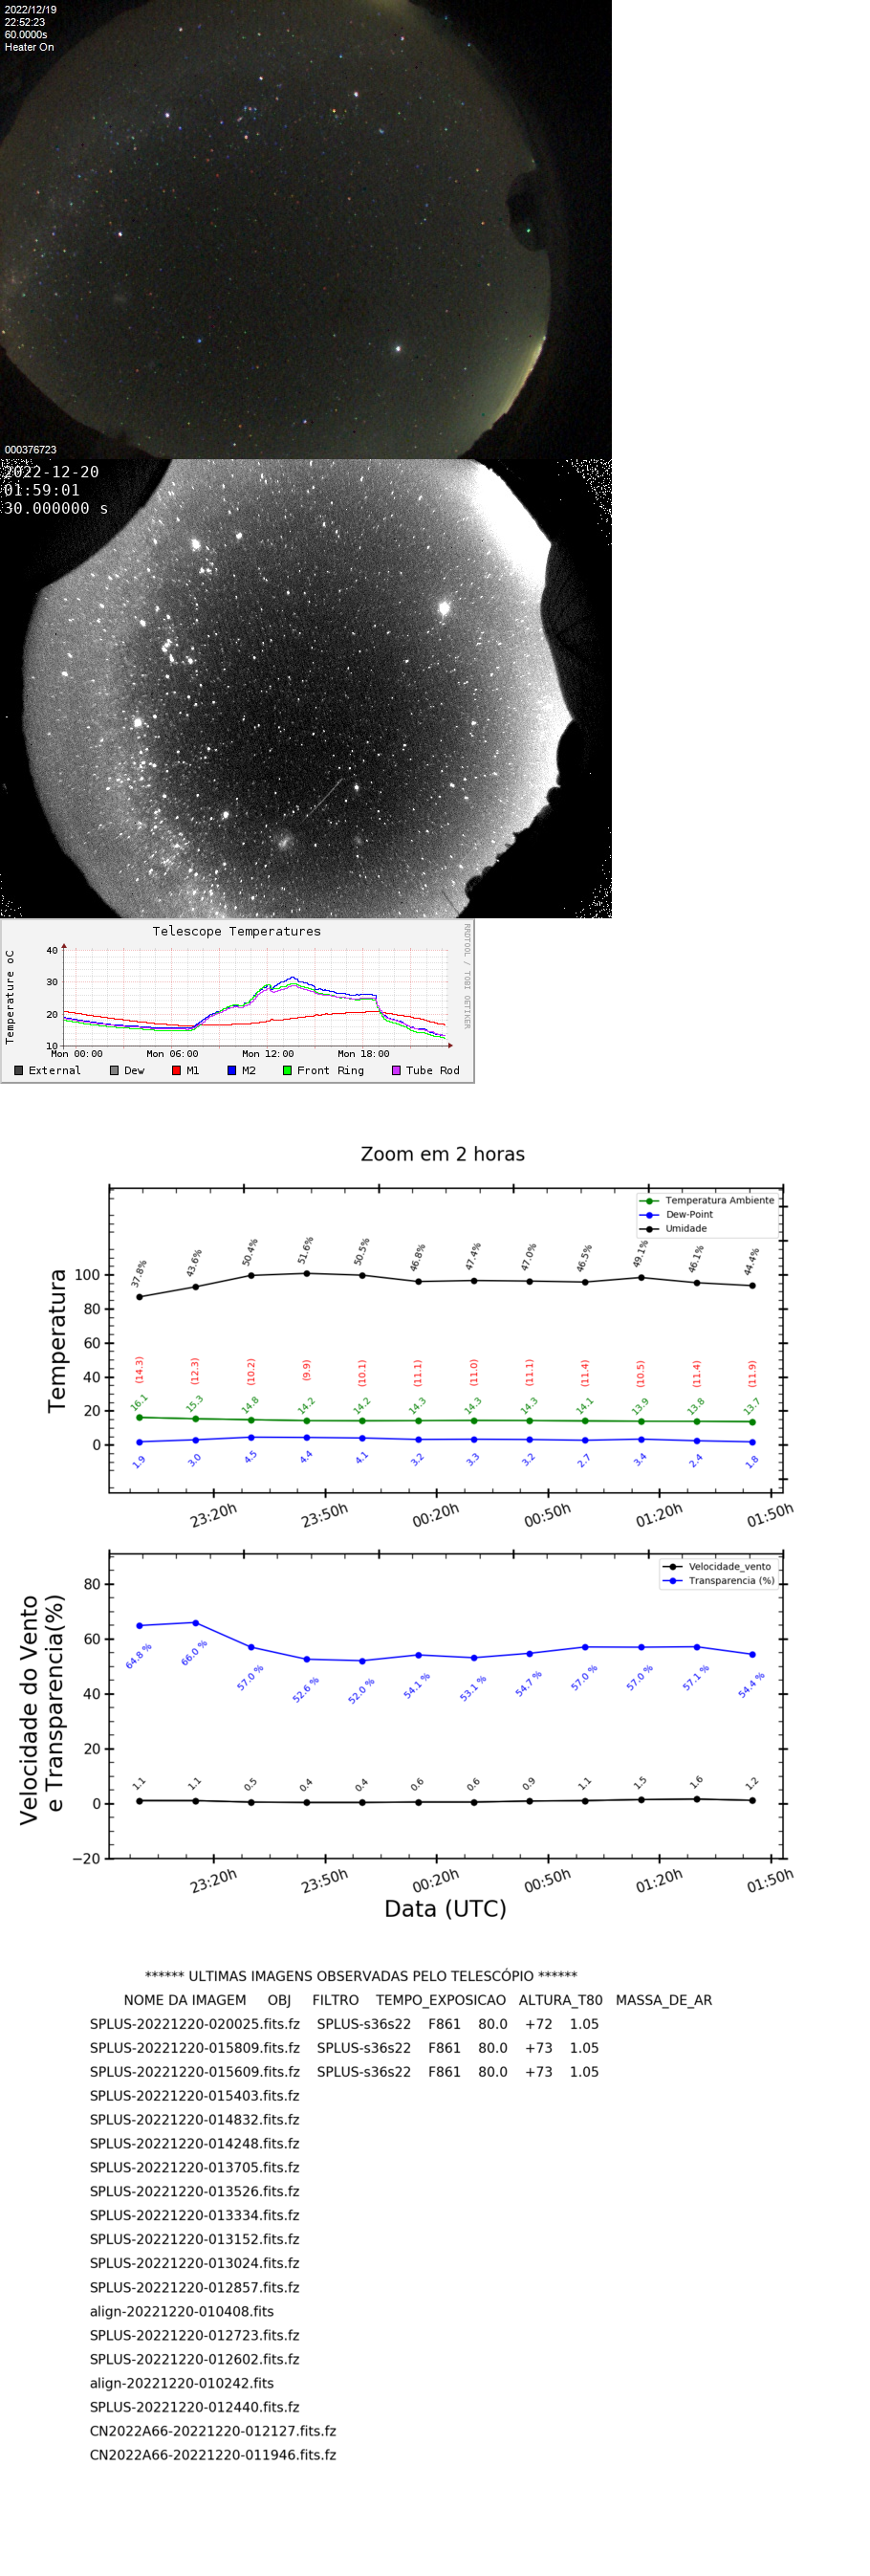 2022/12/19
22:52:23
60.0000s
Heater On
000376723
2022-12-20
01:59:01
30.000000 s
Telescope Temperatures
RRDTOOL / TOBI OETIKER
Temperature oC
40
30
20
10
Mon 00:00 Mon 06:00 Mon 12:00 Mon 18:00
External Dew M1 M2 Front Ring Tube Rod
Zoom em 2 horas
Temperatura Ambiente
Dew-Point
Umidade
Temperatura
100
80
60
40
20
0
37.8% 43.6% 50.4% 51.6% 50.5% 46.8% 47.4% 47.0% 46.5% 49.1% 46.1% 44.4%
(14.3) (12.3) (10.2) (9.9) (10.1) (11.1) (11.0) (11.1) (11.4) (10.5) (11.4) (11.9)
16.1 15.3 14.8 14.2 14.2 14.3 14.3 14.3 14.1 13.9 13.8 13.7
1.9 3.0 4.5 4.4 4.1 3.2 3.3 3.2 2.7 3.4 2.4 1.8
23:20h 23:50h 00:20h 00:50h 01:20h 01:50h
Velocidade_vento
Transparencia (%)
Velocidade do Vento
e Transparencia(%)
80
60
40
20
0
−20
64.8 % 66.0 % 57.0 % 52.6 % 52.0 % 54.1 % 53.1 % 54.7 % 57.0 % 57.0 % 57.1 % 54.4 %
1.1 1.1 0.5 0.4 0.4 0.6 0.6 0.9 1.1 1.5 1.6 1.2
23:20h 23:50h 00:20h 00:50h 01:20h 01:50h
Data (UTC)
****** ULTIMAS IMAGENS OBSERVADAS PELO TELESCÓPIO ******
NOME DA IMAGEM OBJ FILTRO TEMPO_EXPOSICAO ALTURA_T80 MASSA_DE_AR
SPLUS-20221220-020025.fits.fz SPLUS-s36s22 F861 80.0 +72 1.05
SPLUS-20221220-015809.fits.fz SPLUS-s36s22 F861 80.0 +73 1.05
SPLUS-20221220-015609.fits.fz SPLUS-s36s22 F861 80.0 +73 1.05
SPLUS-20221220-015403.fits.fz
SPLUS-20221220-014832.fits.fz
SPLUS-20221220-014248.fits.fz
SPLUS-20221220-013705.fits.fz
SPLUS-20221220-013526.fits.fz
SPLUS-20221220-013334.fits.fz
SPLUS-20221220-013152.fits.fz
SPLUS-20221220-013024.fits.fz
SPLUS-20221220-012857.fits.fz
align-20221220-010408.fits
SPLUS-20221220-012723.fits.fz
SPLUS-20221220-012602.fits.fz
align-20221220-010242.fits
SPLUS-20221220-012440.fits.fz
CN2022A66-20221220-012127.fits.fz
CN2022A66-20221220-011946.fits.fz